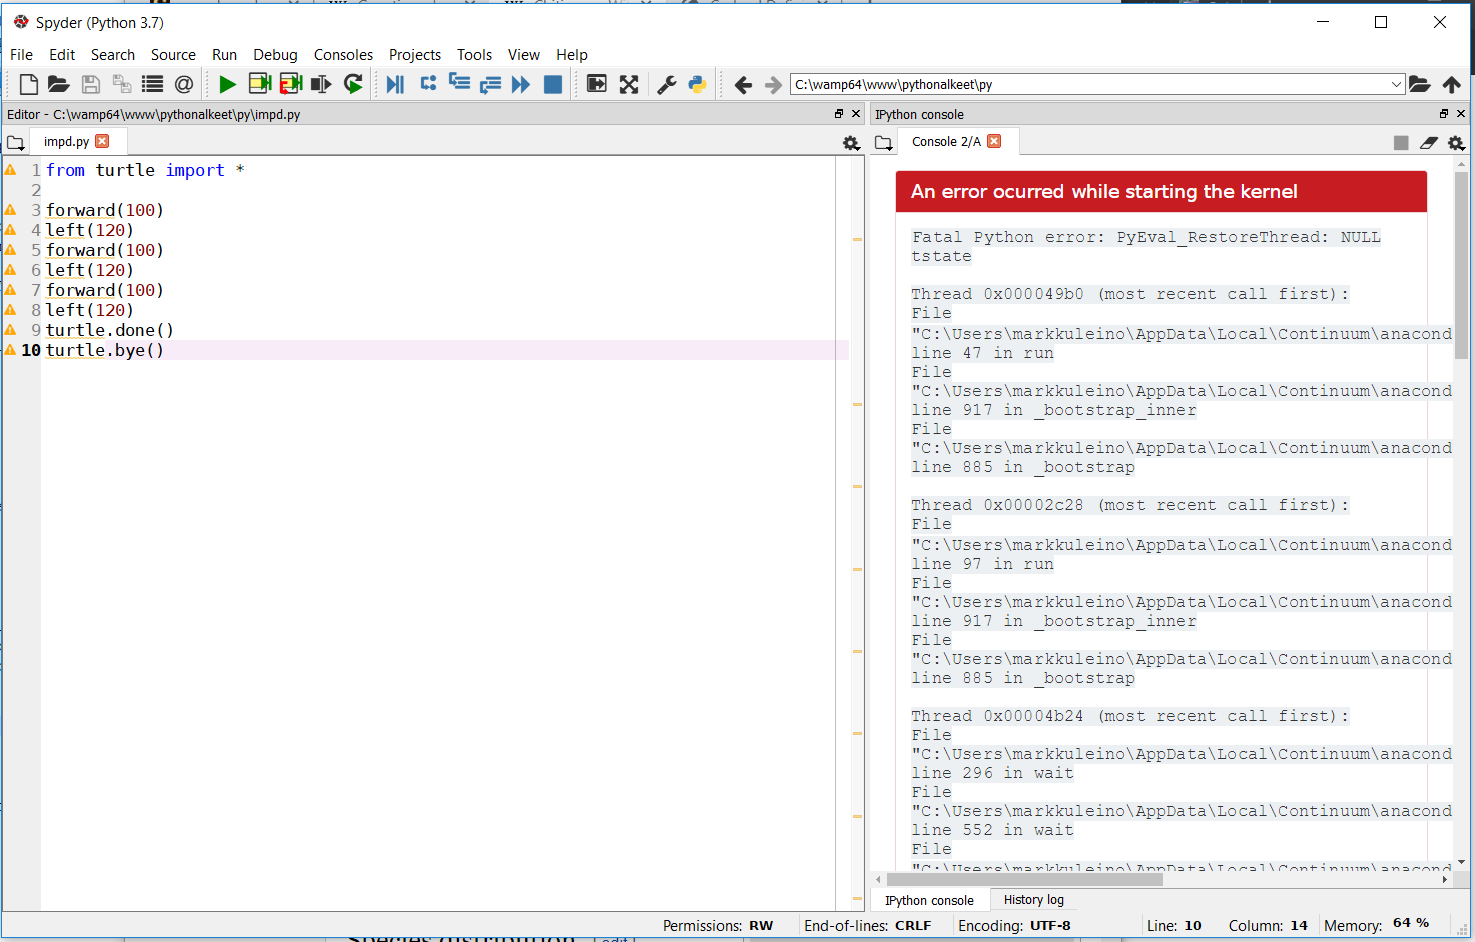 Spyder (Python 3.7)
File Edit Search Source Run Debug Consoles Projects Tools View Help
C:\wamp64\www\pythonalkeet\py
Editor - C:\wamp64\www\pythonalkeet\py\impd.py
impd.py
1 from turtle import *
2
3 forward(100)
4 left(120)
5 forward(100)
6 left(120)
7 forward(100)
8 left(120)
9 turtle.done()
10 turtle.bye()
IPython console
Console 2/A
An error ocurred while starting the kernel
Fatal Python error: PyEval_RestoreThread: NULL
tstate
Thread 0x000049b0 (most recent call first):
File
"C:\Users\markkuleino\AppData\Local\Continuum\anacond
line 47 in run
File
"C:\Users\markkuleino\AppData\Local\Continuum\anacond
line 917 in _bootstrap_inner
File
"C:\Users\markkuleino\AppData\Local\Continuum\anacond
line 885 in _bootstrap
Thread 0x00002c28 (most recent call first):
File
"C:\Users\markkuleino\AppData\Local\Continuum\anacond
line 97 in run
File
"C:\Users\markkuleino\AppData\Local\Continuum\anacond
line 917 in _bootstrap_inner
File
"C:\Users\markkuleino\AppData\Local\Continuum\anacond
line 885 in _bootstrap
Thread 0x00004b24 (most recent call first):
File
"C:\Users\markkuleino\AppData\Local\Continuum\anacond
line 296 in wait
File
"C:\Users\markkuleino\AppData\Local\Continuum\anacond
line 552 in wait
File
"C:\Users\markkuleino\AppData\Local\Continuum\anacond
IPython console History log
Permissions: RW End-of-lines: CRLF Encoding: UTF-8 Line: 10 Column: 14 Memory: 64 %